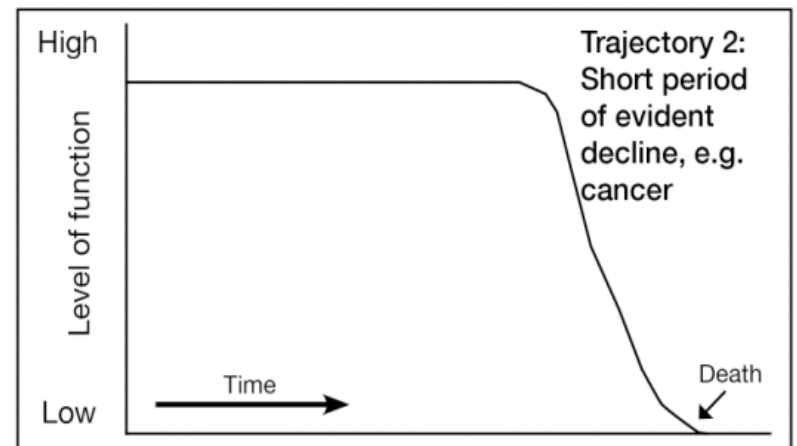 High
Trajectory 2:
Short period
of evident
decline, e.g.
cancer
Level of function
Time
Death
Low